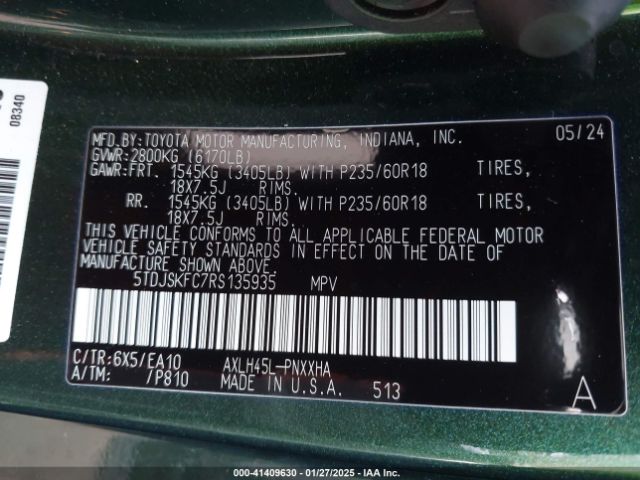 08340
MFD.BY:TOYOTA MOTOR MANUFACTURING, INDIANA, INC. 05/24
GVWR:2800KG (6170LB)
GAWR:FRT. 1545KG (3405LB) WITH P235/60R18 TIRES,
18X7.5J RIMS.
RR. 1545KG (3405LB) WITH P235/60R18 TIRES,
18X7.5J RIMS.
THIS VEHICLE CONFORMS TO ALL APPLICABLE FEDERAL MOTOR
VEHICLE SAFETY STANDARDS IN EFFECT ON THE DATE OF
MANUFACTURE SHOWN ABOVE.
5TDJSKFC7RS135935 MPV
C/TR:6X5/EA10 AXLH45L-PNXXHA
A/TM: /P810 MADE IN U.S.A. 513 A
000-41409630 - 01/27/2025 - IAA Inc.